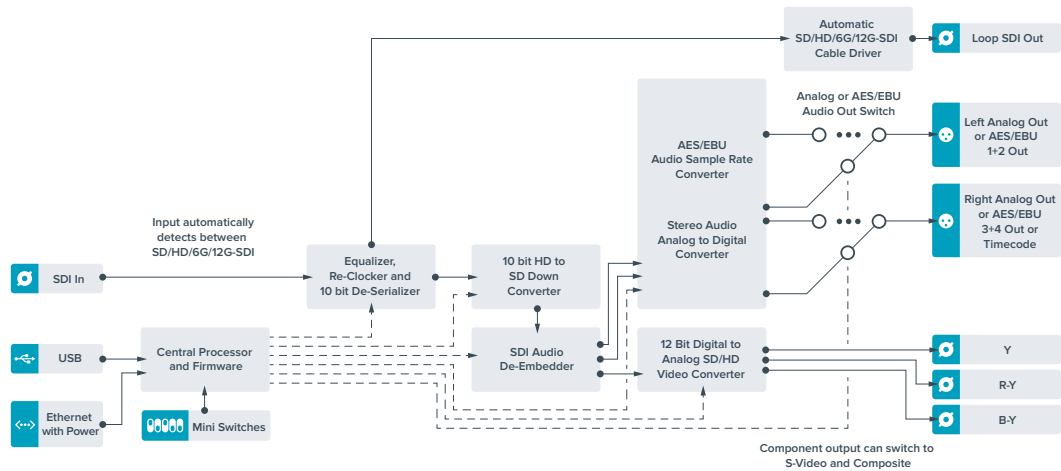 Automatic
SD/HD/6G/12G-SDI
Cable Driver
Loop SDI Out
Analog or AES/EBU
Audio Out Switch
Left Analog Out
or AES/EBU
1+2 Out
AES/EBU
Audio Sample Rate
Converter
Right Analog Out
or AES/EBU
3+4 Out or
Timecode
Stereo Audio
Analog to Digital
Converter
Input automatically
detects between
SD/HD/6G/12G-SDI
SDI In
Equalizer,
Re-Clocker and
10 bit De-Serializer
10 bit HD to
SD Down
Converter
USB
Central Processor
and Firmware
SDI Audio
De-Embedder
12 Bit Digital to
Analog SD/HD
Video Converter
Y
R-Y
B-Y
Ethernet
with Power
Mini Switches
Component output can switch to
S-Video and Composite